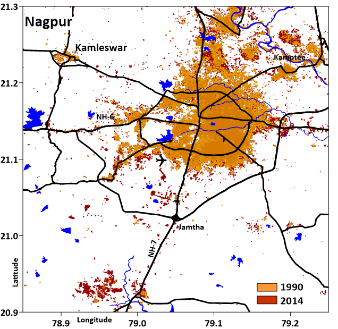 21.3
Nagpur
Kamleswar
Kamptee
21.2
NH-6
21.1
Jamtha
21.0
NH-7
Latitude
1990
2014
20.9
78.9 79.0 79.1 79.2
Longitude